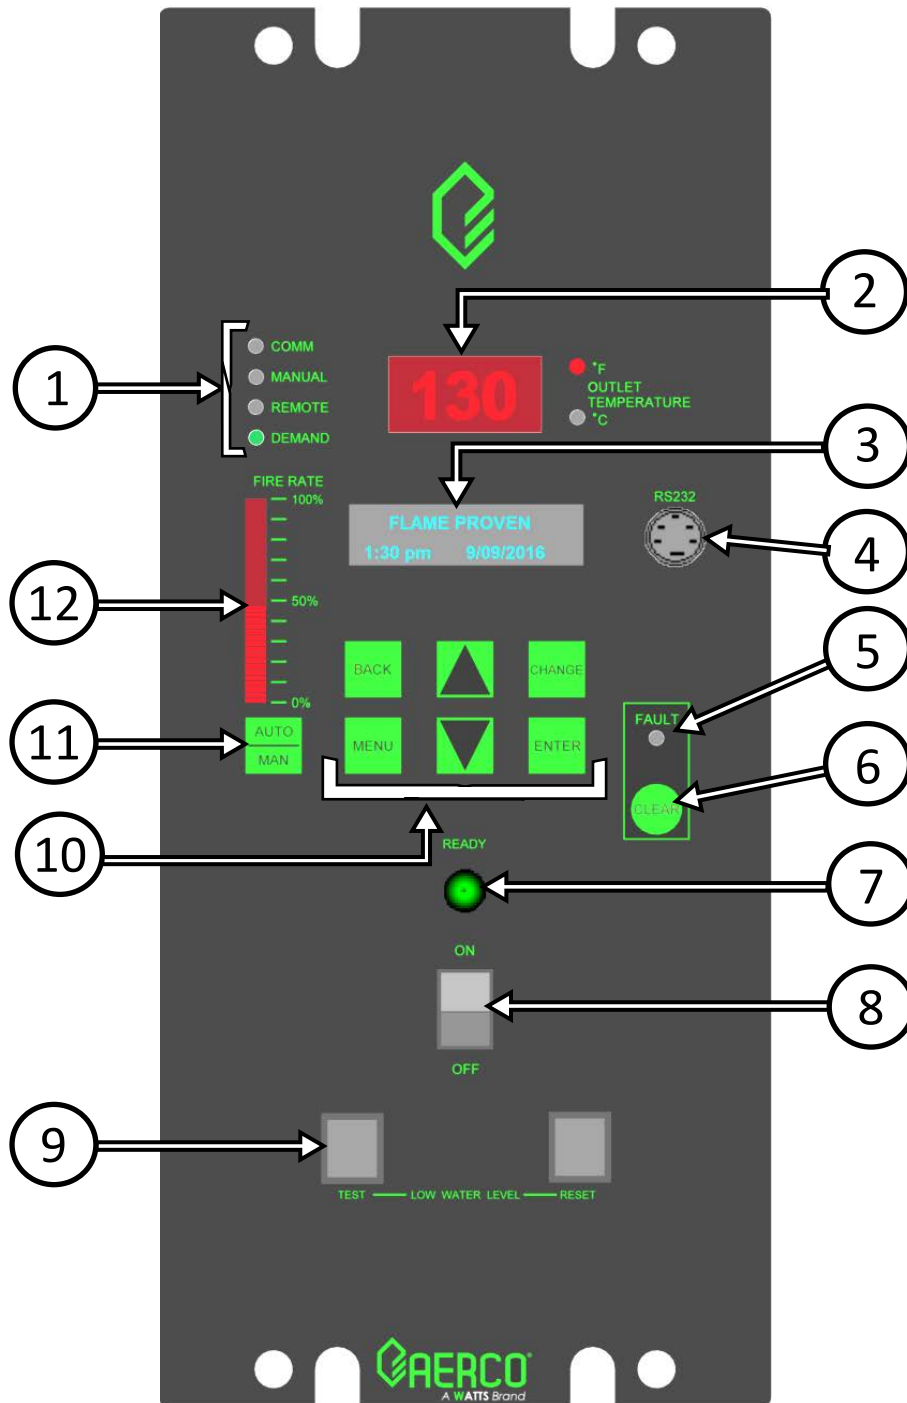 2
COMM
1
MANUAL
REMOTE
DEMAND
130
°F
OUTLET
TEMPERATURE
°C
3
FIRE RATE
100%
RS232
FLAME PROVEN
1:30 pm 9/09/2016
4
12
50%
0%
BACK
CHANGE
5
11
AUTO
MAN
MENU
ENTER
FAULT
6
CLEAR
10
READY
7
ON
8
OFF
9
TEST LOW WATER LEVEL RESET
AERCO
A WATTS Brand